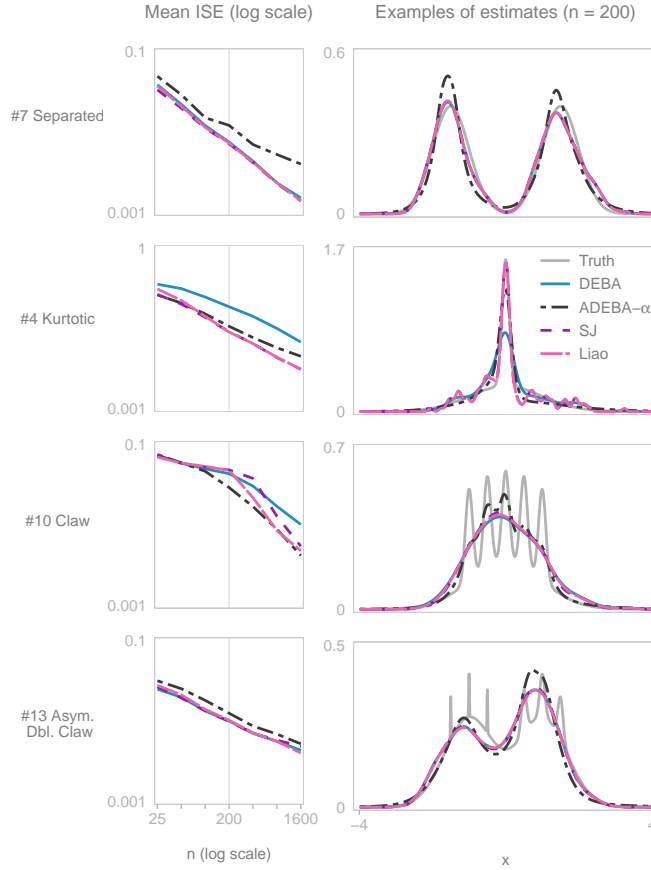 Mean ISE (log scale)
Examples of estimates (n = 200)
#7 Separated
0.1
0.001
0.6
0
#4 Kurtotic
1
0.001
1.7
0
Truth
DEBA
ADEBA−α
SJ
Liao
#10 Claw
0.1
0.001
0.7
0
#13 Asym.
Dbl. Claw
0.1
0.001
0.5
0
25
200
1600
−4
4
n (log scale)
x